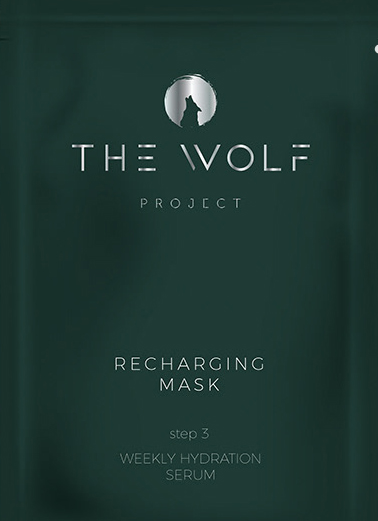 THE WOLF
PROJECT
RECHARGING
MASK
step 3
WEEKLY HYDRATION
SERUM